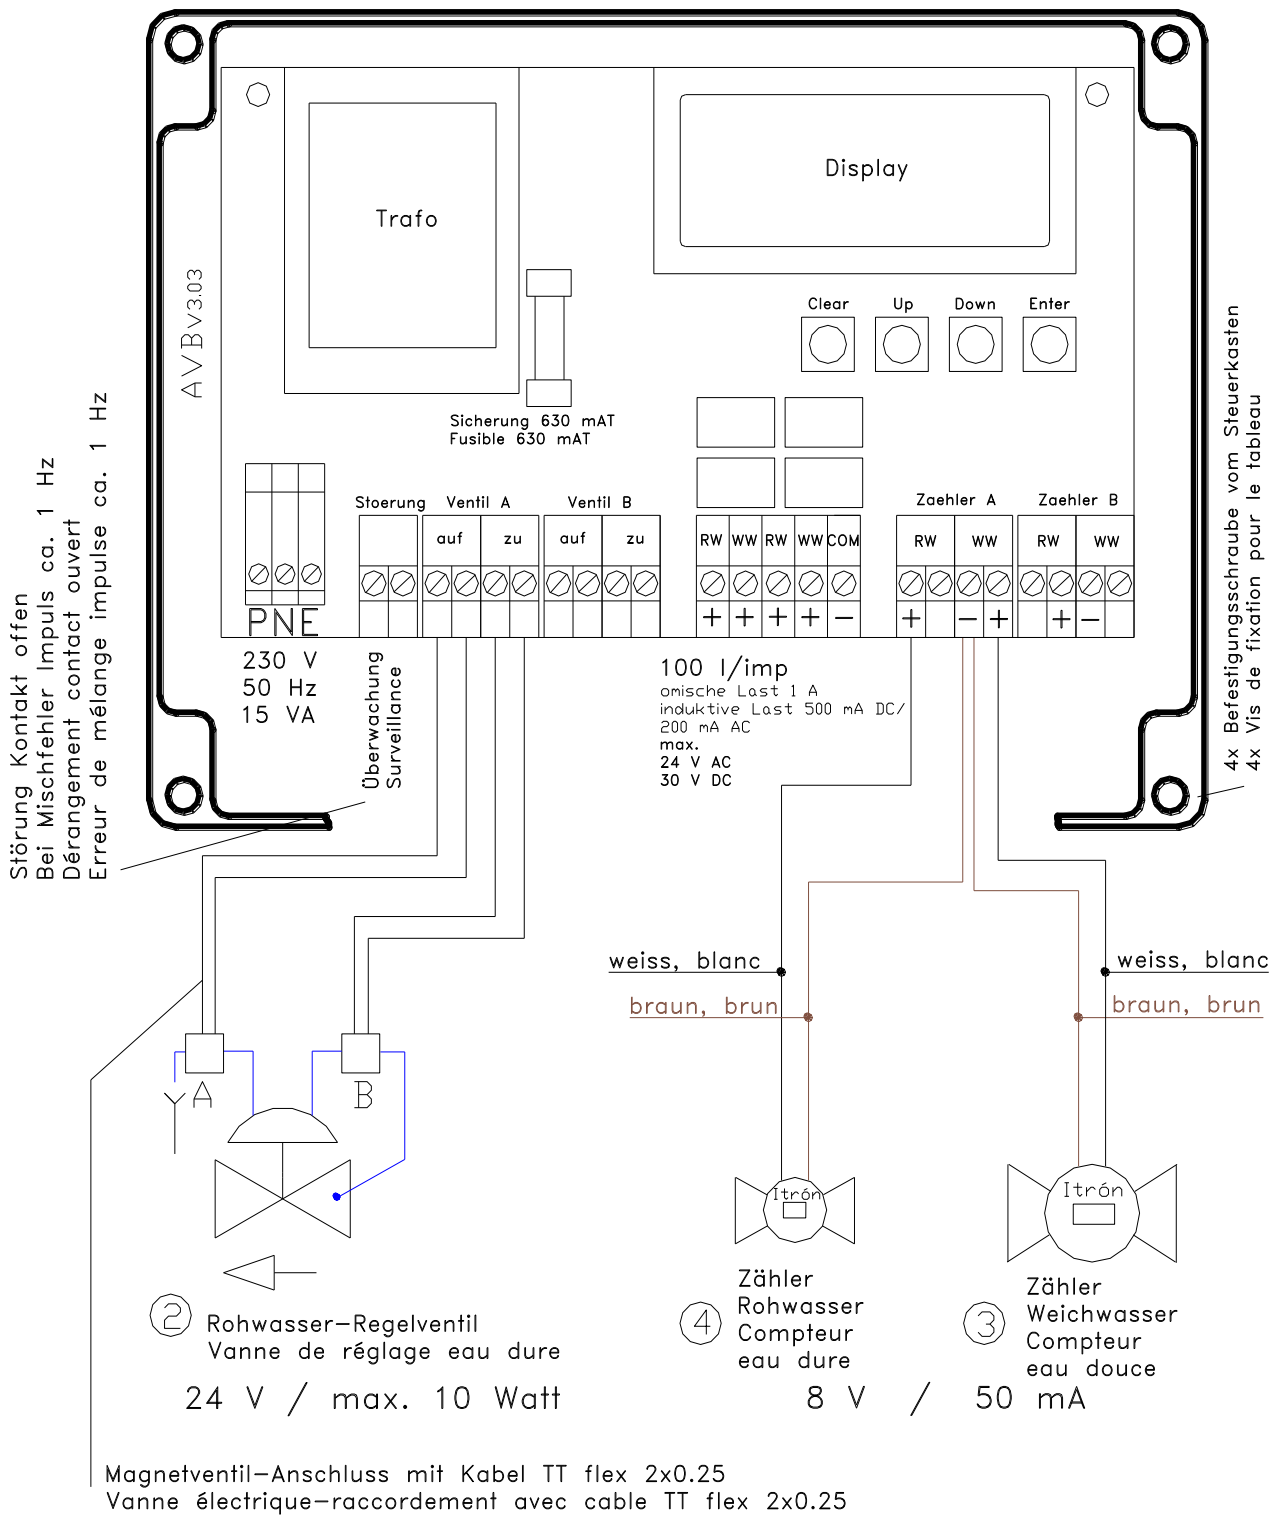 Display
Trafo
AVBv3.03
Clear Up Down Enter
Sicherung 630 mAT
Fusible 630 mAT
Stoerung Ventil A Ventil B Zaehler A Zaehler B
auf zu auf zu RW WW RW WW COM RW WW RW WW
PNE + + + + − + − + + −
230 V
50 Hz
15 VA
Überwachung
Surveillance
100 l/imp
omische Last 1 A
induktive Last 500 mA DC/
200 mA AC
max.
24 V AC
30 V DC
Störung Kontakt offen
Bei Mischfehler Impuls ca. 1 Hz
Dérangement contact ouvert
Erreur de mélange impulse ca. 1 Hz
4x Befestigungsschraube vom Steuerkasten
4x Vis de fixation pour le tableau
weiss, blanc
braun, brun
weiss, blanc
braun, brun
A
B
Itrón
Itrón
2
Rohwasser-Regelventil
Vanne de réglage eau dure
24 V / max. 10 Watt
4
Zähler
Rohwasser
Compteur
eau dure
3
Zähler
Weichwasser
Compteur
eau douce
8 V / 50 mA
Magnetventil-Anschluss mit Kabel TT flex 2x0.25
Vanne électrique-raccordement avec cable TT flex 2x0.25